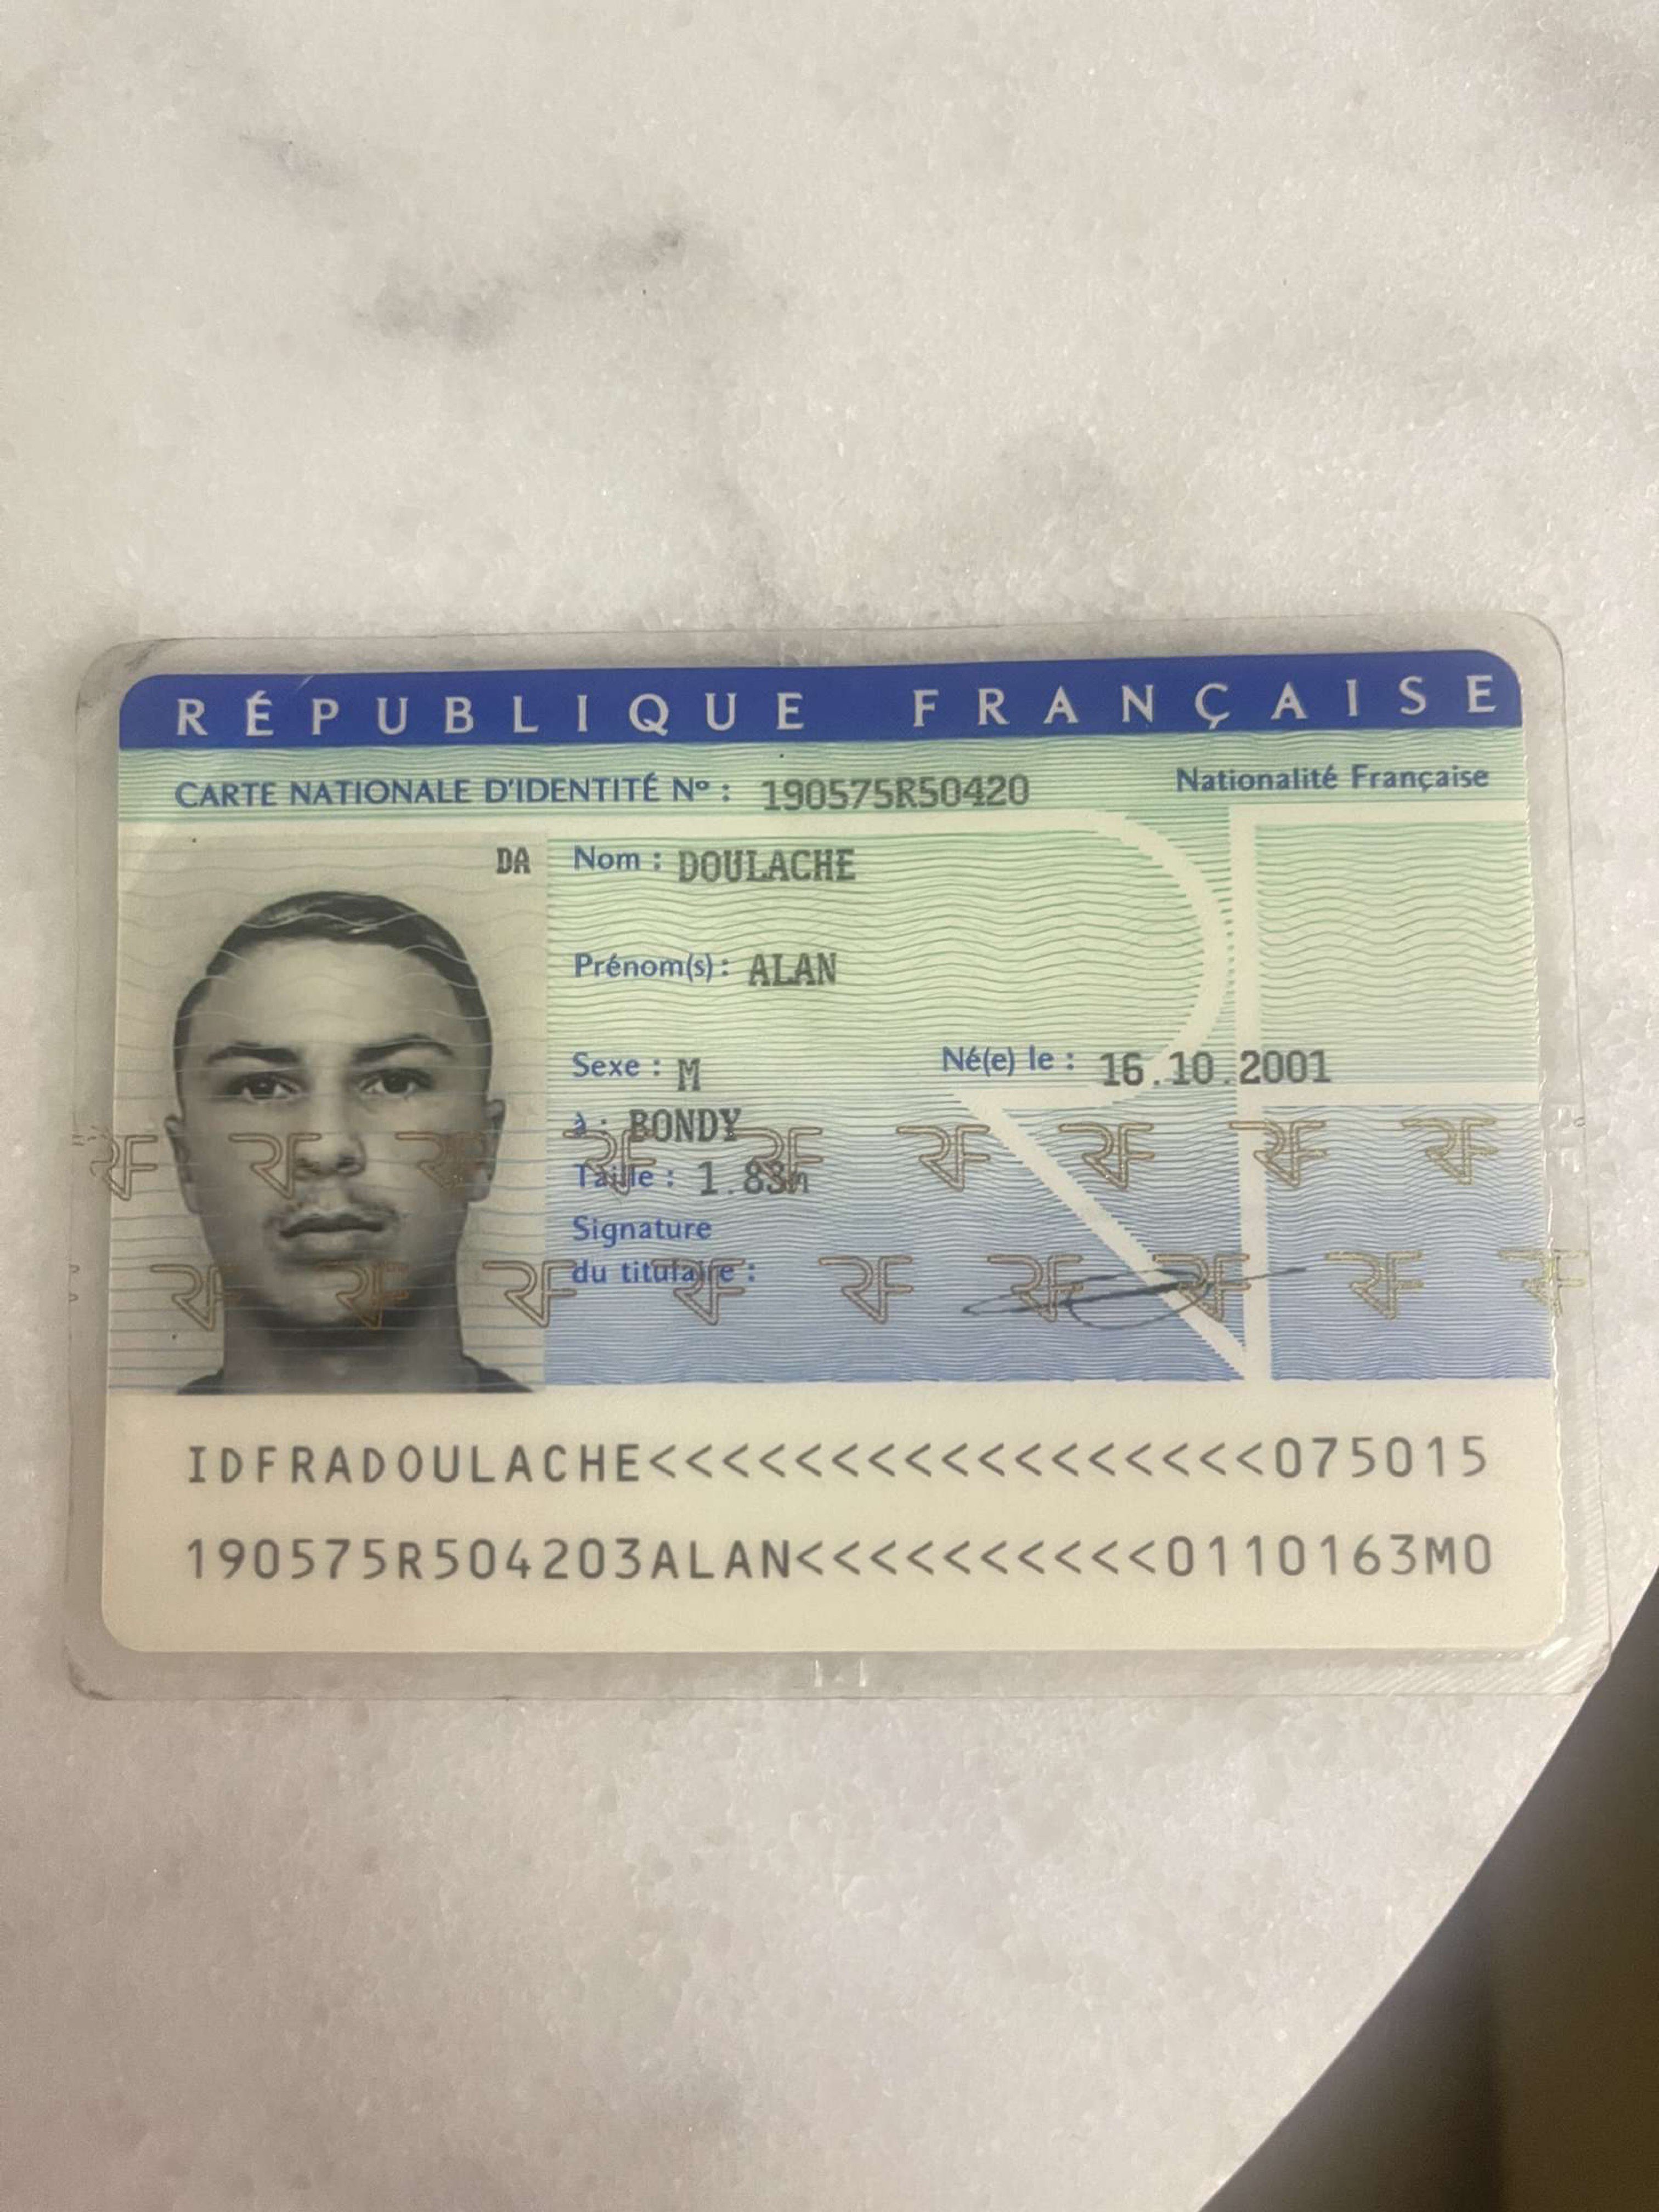 RÉPUBLIQUE FRANÇAISE
CARTE NATIONALE D'IDENTITÉ Nº : 190575R50420 Nationalité Française
DA
Nom : DOULACHE
Prénom(s) : ALAN
Sexe : M Né(e) le : 16.10.2001
à : BONDY
Taille : 1.83m
Signature
du titulaire :
RF RF RF RF RF RF RF RF RF
RF RF RF RF RF RF RF RF RF
IDFRADOULACHE<<<<<<<<<<<<<<<<<075015
190575R504203ALAN<<<<<<<<<<0110163M0